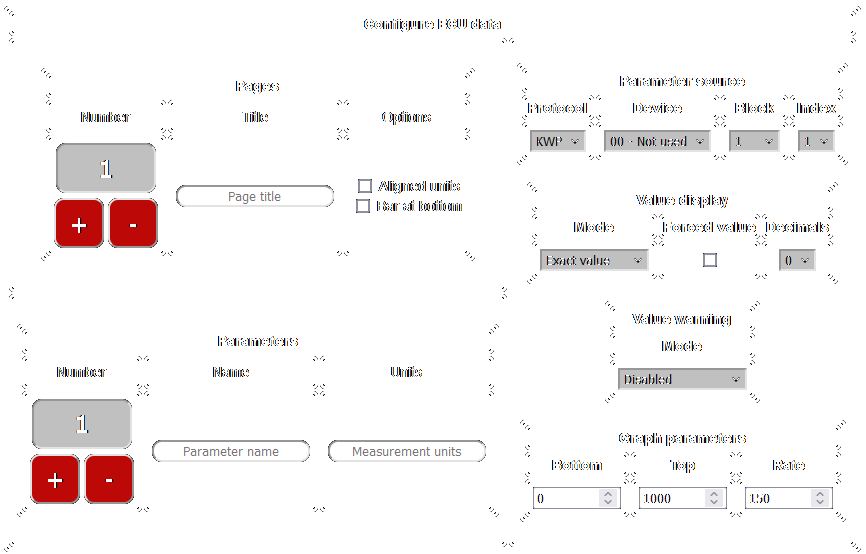 Configure ECU data
Pages
Number Title Options
1
Page title
Aligned units
Bar at bottom
+ -
Parameters
Number Name Units
1
Parameter name Measurement units
+ -
Parameter source
Protocol Device Block Index
KWP 00 - Not used 1 1
Value display
Mode Forced value Decimals
Exact value 0
Value warning
Mode
Disabled
Graph parameters
Bottom Top Rate
0 1000 150